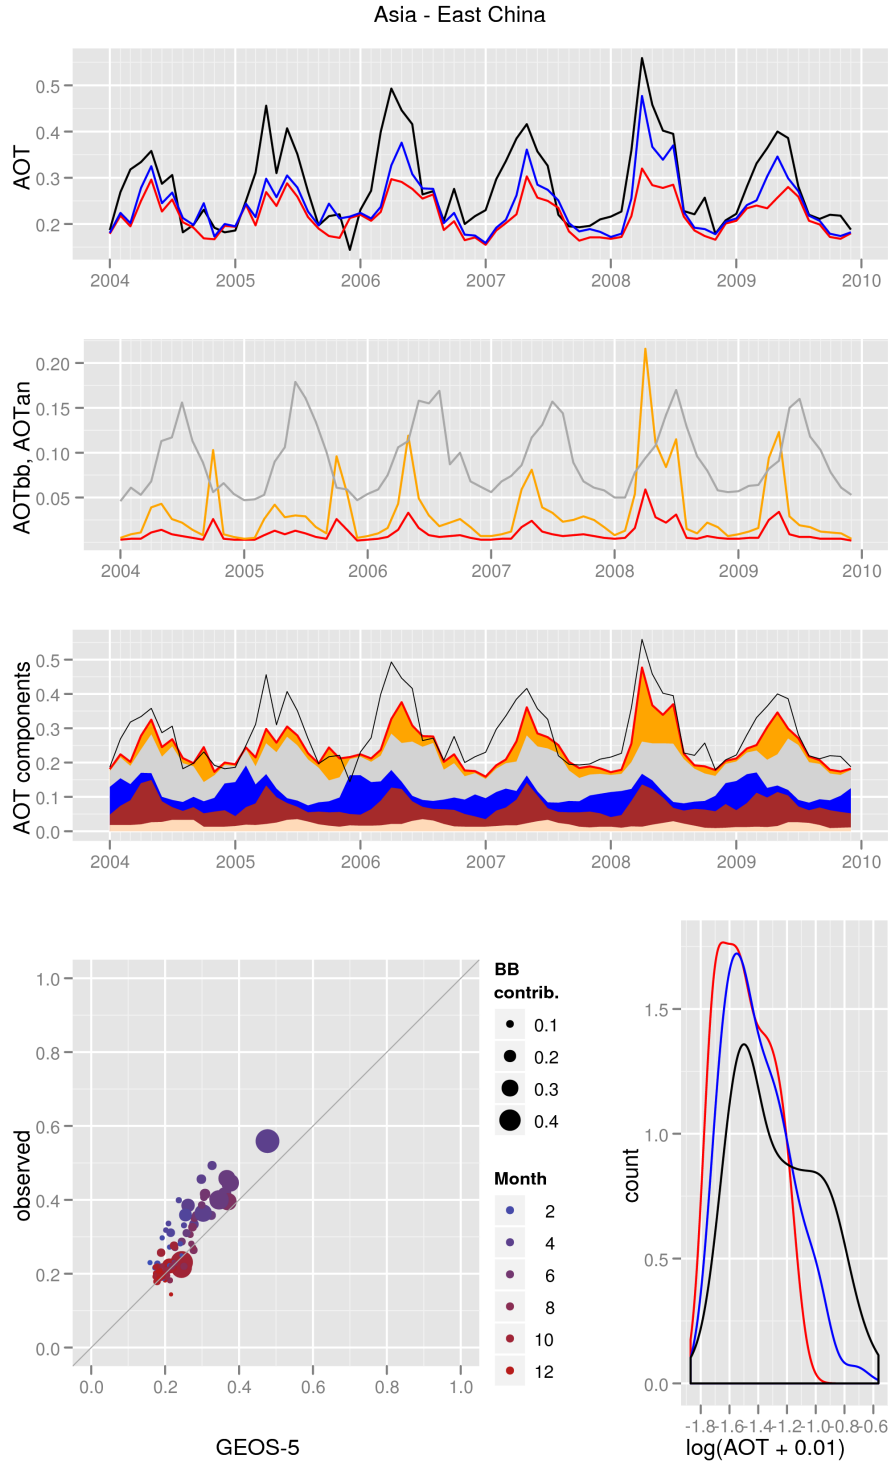 Asia - East China
AOT
0.5
0.4
0.3
0.2
2004 2005 2006 2007 2008 2009 2010
AOTbb, AOTan
0.20
0.15
0.10
0.05
2004 2005 2006 2007 2008 2009 2010
AOT components
0.5
0.4
0.3
0.2
0.1
0.0
2004 2005 2006 2007 2008 2009 2010
observed
1.0
0.8
0.6
0.4
0.2
0.0
0.0 0.2 0.4 0.6 0.8 1.0
GEOS-5
BB
contrib.
0.1
0.2
0.3
0.4
Month
2
4
6
8
10
12
count
1.5
1.0
0.5
0.0
-1.8 -1.6 -1.4 -1.2 -1.0 -0.8 -0.6
log(AOT + 0.01)